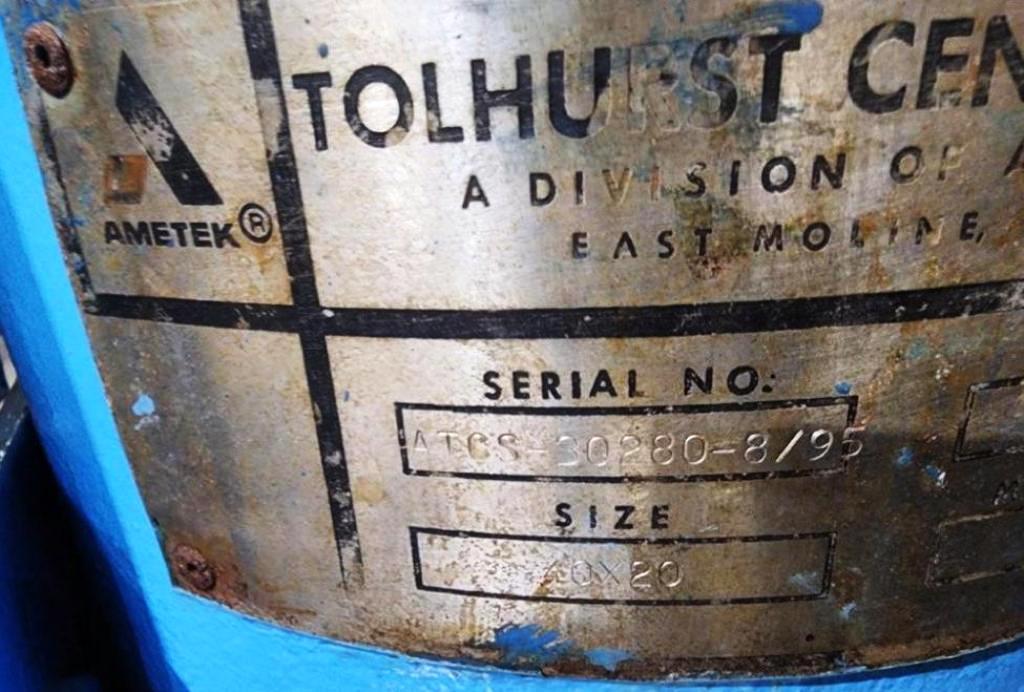 TOLHURST CEN
A DIVISION OF A
EAST MOLINE,
AMETEK®
SERIAL NO.:
ATCS-30280-8/95
SIZE
40X20